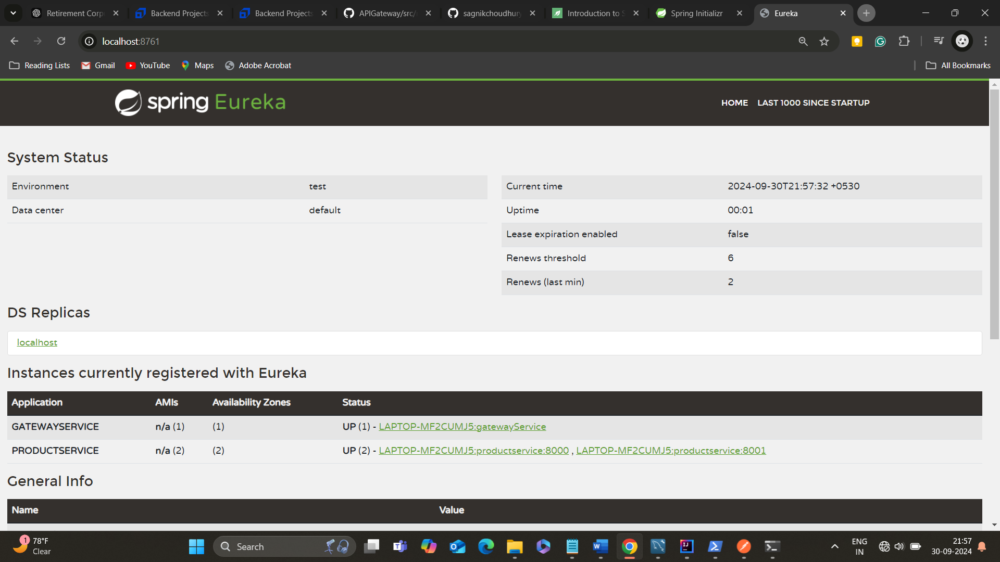 Retirement Corp
Backend Projects
Backend Projects
APIGateway/src/
sagnikchoudhury
Introduction to S
Spring Initializr
Eureka
localhost:8761
Reading Lists
Gmail
YouTube
Maps
Adobe Acrobat
All Bookmarks
spring Eureka
HOME
LAST 1000 SINCE STARTUP
System Status
Environment test
Data center default
Current time 2024-09-30T21:57:32 +0530
Uptime 00:01
Lease expiration enabled false
Renews threshold 6
Renews (last min) 2
DS Replicas
localhost
Instances currently registered with Eureka
Application AMIs Availability Zones Status
GATEWAYSERVICE n/a (1) (1) UP (1) - LAPTOP-MF2CUMJ5:gatewayService
PRODUCTSERVICE n/a (2) (2) UP (2) - LAPTOP-MF2CUMJ5:productservice:8000 , LAPTOP-MF2CUMJ5:productservice:8001
General Info
Name Value
1
78°F
Clear
Search
ENG
IN
21:57
30-09-2024